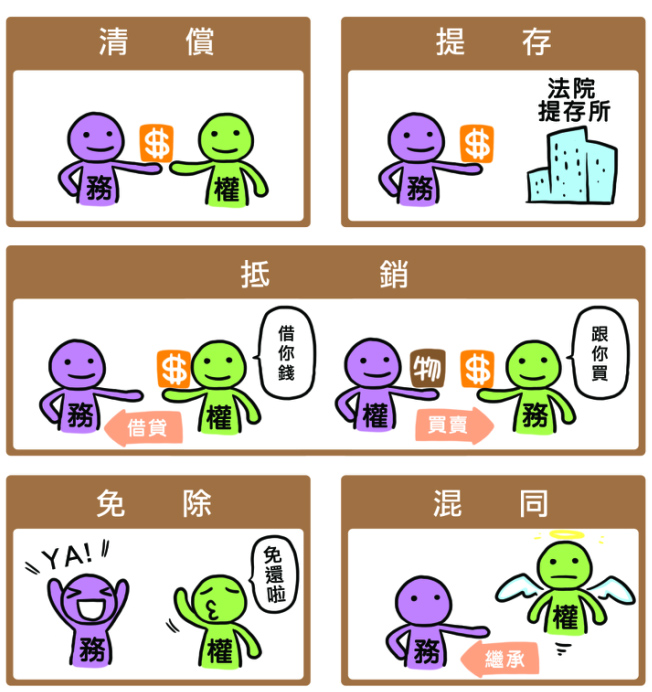 清償
$
務
權
提存
法院
提存所
$
務
抵銷
借你錢
$
務
權
借貸
跟你買
物
$
權
務
買賣
免除
YA!
免還啦
務
權
混同
權
務
繼承